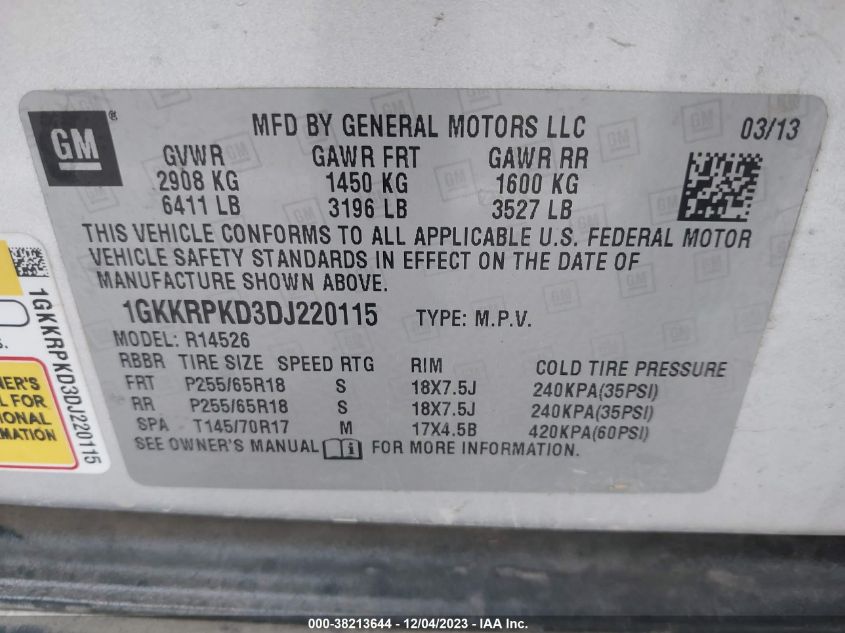 GM ®
MFD BY GENERAL MOTORS LLC 03/13
GVWR GAWR FRT GAWR RR
2908 KG 1450 KG 1600 KG
6411 LB 3196 LB 3527 LB
THIS VEHICLE CONFORMS TO ALL APPLICABLE U.S. FEDERAL MOTOR
VEHICLE SAFETY STANDARDS IN EFFECT ON THE DATE OF
MANUFACTURE SHOWN ABOVE.
1GKKRPKD3DJ220115 TYPE: M.P.V.
MODEL: R14526
RBBR TIRE SIZE SPEED RTG RIM COLD TIRE PRESSURE
FRT P255/65R18 S 18X7.5J 240KPA(35PSI)
RR P255/65R18 S 18X7.5J 240KPA(35PSI)
SPA T145/70R17 M 17X4.5B 420KPA(60PSI)
SEE OWNER'S MANUAL FOR MORE INFORMATION.
1GKKRPKD3DJ220115
S.
NER'S
L FOR
IONAL
MATION
000-38213644 - 12/04/2023 - IAA Inc.